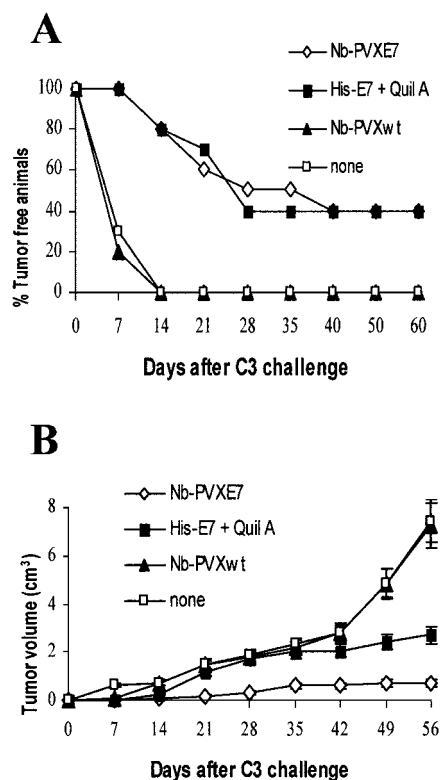 A
Nb-PVXE7
His-E7 + Quil A
Nb-PVXwt
none
% Tumor free animals
100
80
60
40
20
0
0 7 14 21 28 35 40 50 60
Days after C3 challenge
B
Nb-PVXE7
His-E7 + Quil A
Nb-PVXwt
none
Tumor volume (cm³)
8
6
4
2
0
0 7 14 21 28 35 42 49 56
Days after C3 challenge